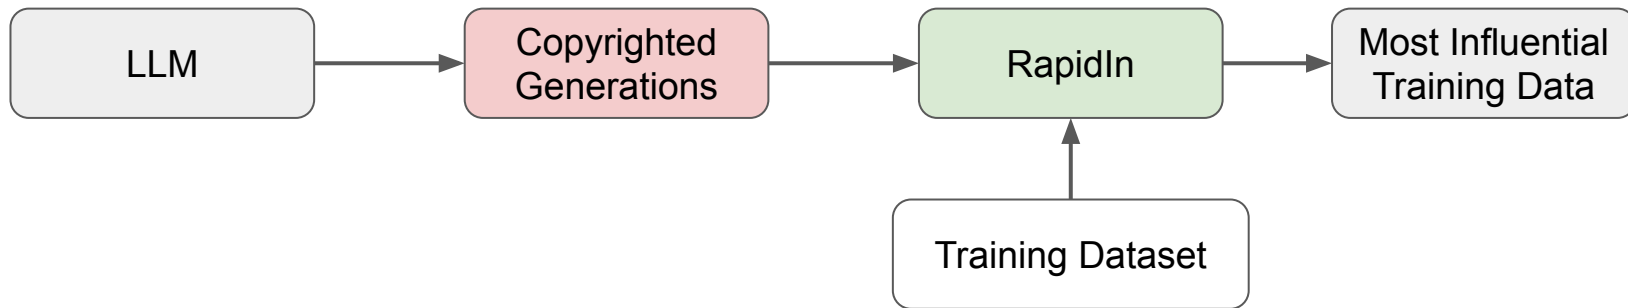 LLM
Copyrighted
Generations
RapidIn
Most Influential
Training Data
Training Dataset